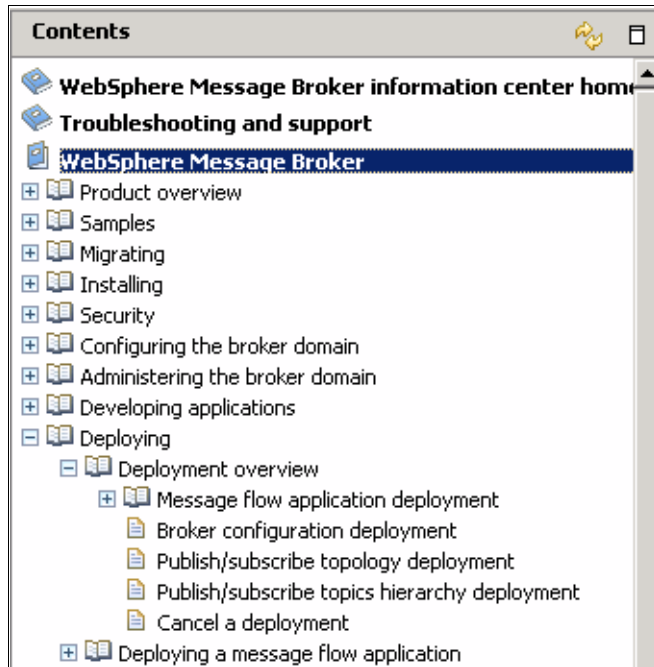 Contents
WebSphere Message Broker information center home
Troubleshooting and support
WebSphere Message Broker
Product overview
Samples
Migrating
Installing
Security
Configuring the broker domain
Administering the broker domain
Developing applications
Deploying
Deployment overview
Message flow application deployment
Broker configuration deployment
Publish/subscribe topology deployment
Publish/subscribe topics hierarchy deployment
Cancel a deployment
Deploying a message flow application